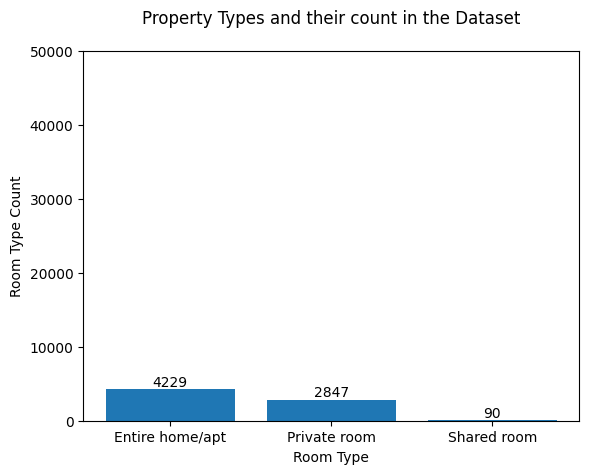 Property Types and their count in the Dataset
50000
40000
30000
20000
10000
0
Room Type Count
4229
2847
90
Entire home/apt
Private room
Shared room
Room Type